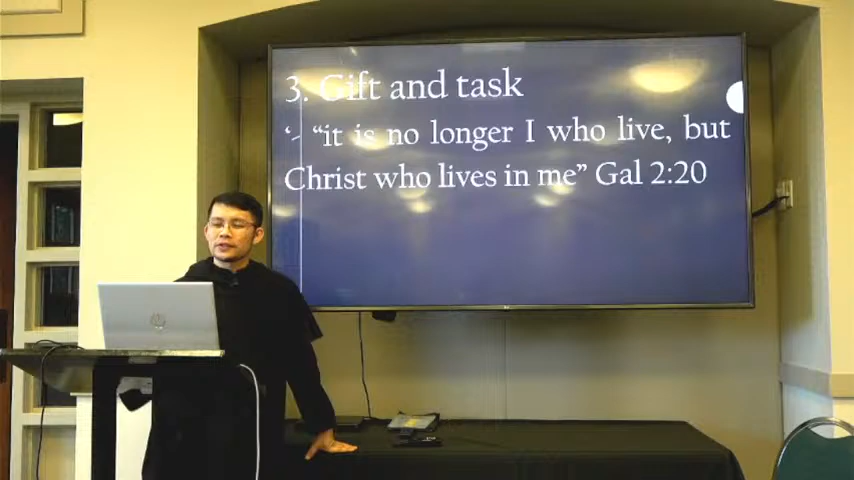 3. Gift and task
‘- “it is no longer I who live, but
Christ who lives in me” Gal 2:20